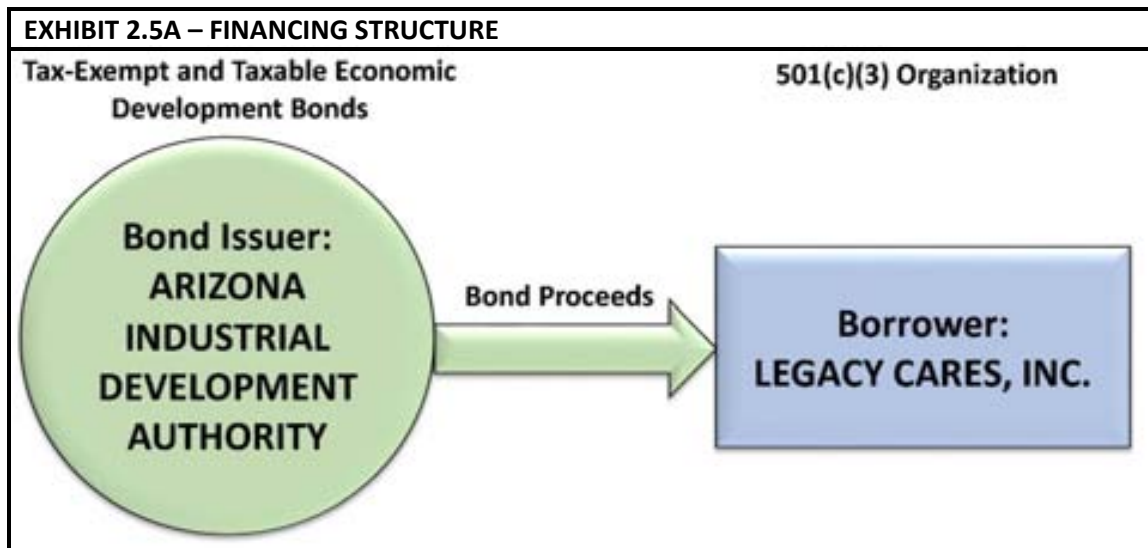 EXHIBIT 2.5A – FINANCING STRUCTURE
Tax-Exempt and Taxable Economic
Development Bonds
501(c)(3) Organization
Bond Issuer:
ARIZONA
INDUSTRIAL
DEVELOPMENT
AUTHORITY
Bond Proceeds
Borrower:
LEGACY CARES, INC.